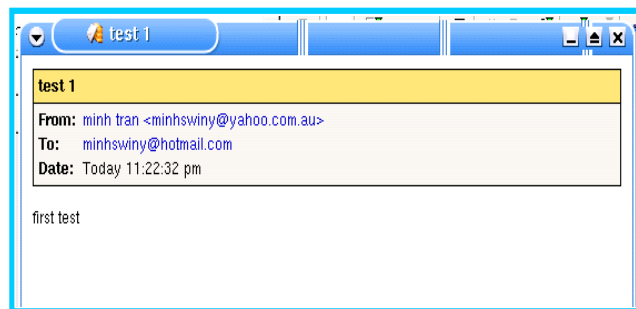 test 1
test 1
From: minh tran <minhswiny@yahoo.com.au>
To: minhswiny@hotmail.com
Date: Today 11:22:32 pm
first test